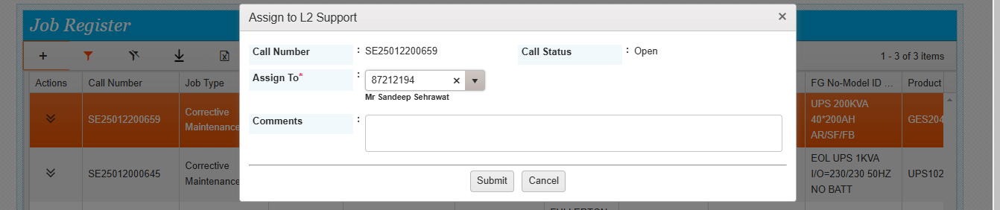 Job Register
Assign to L2 Support
×
1 - 3 of 3 items
Call Number : SE25012200659 Call Status : Open
Assign To* : 87212194
Mr Sandeep Sehrawat
Comments :
Submit Cancel
Actions Call Number Job Type FG No-Model ID ... Product
SE25012200659
Corrective
Maintenance
UPS 200KVA
40*200AH
AR/SF/FB
GES204
SE25012000645
Corrective
Maintenance
EOL UPS 1KVA
I/O=230/230 50HZ
NO BATT
UPS102